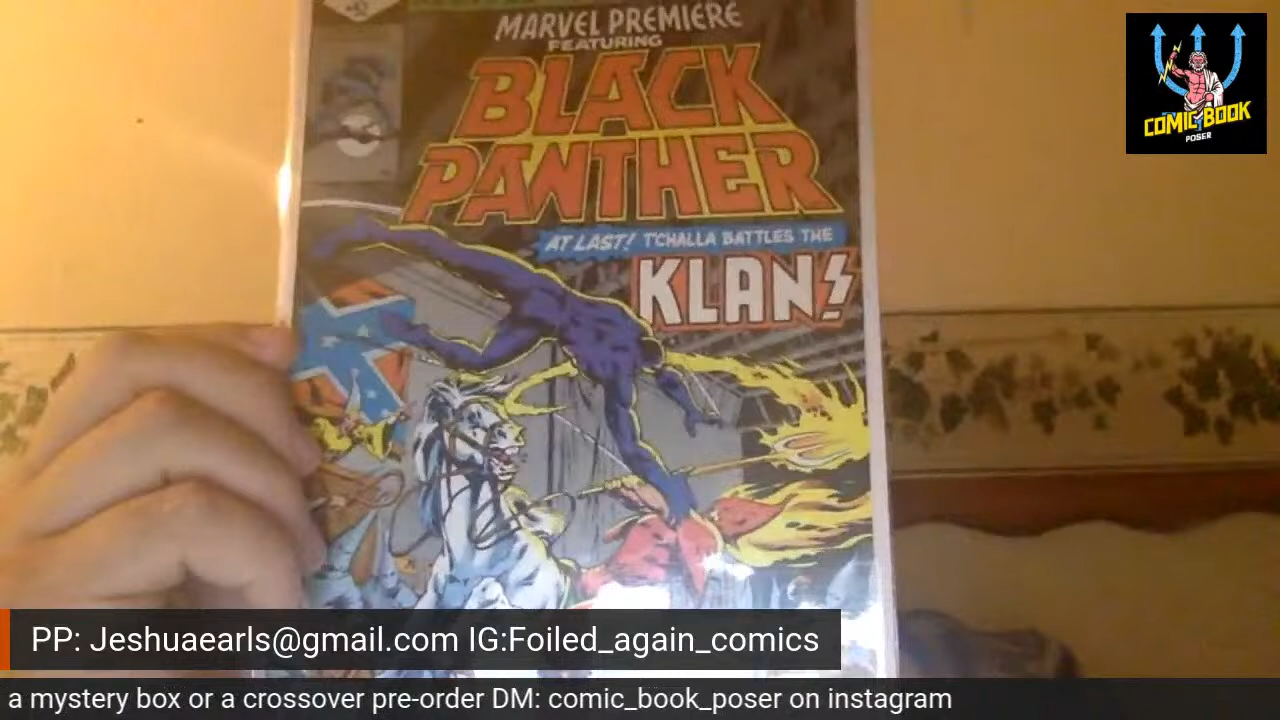 MARVEL PREMIERE
FEATURING
BLACK
PANTHER
AT LAST! T'CHALLA BATTLES THE
KLAN!
COMIC BOOK
POSER
PP: Jeshuaearls@gmail.com IG:Foiled_again_comics
a mystery box or a crossover pre-order DM: comic_book_poser on instagram